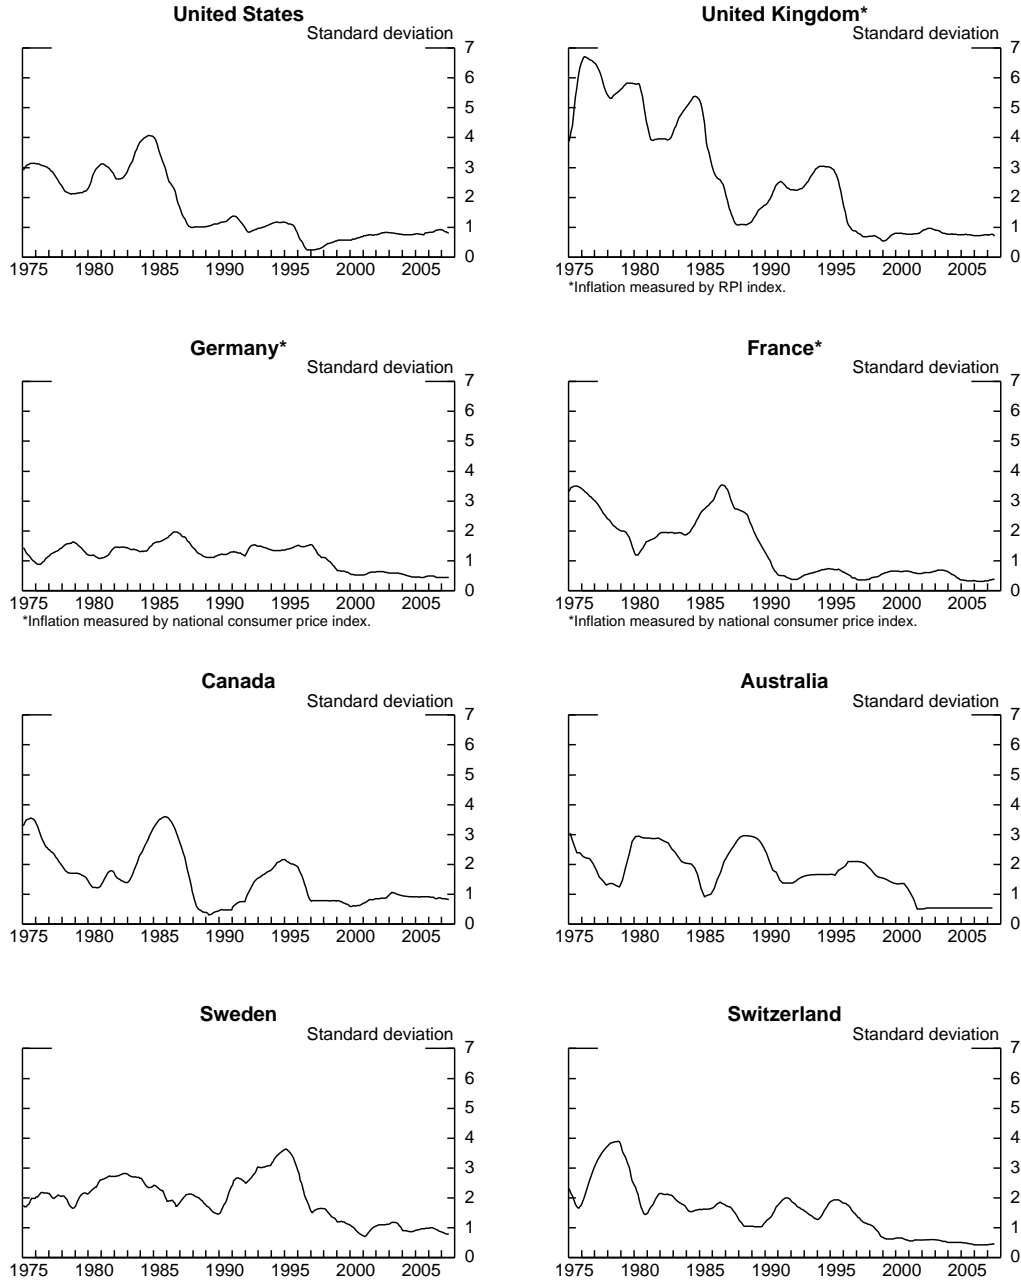 United States
Standard deviation
7
6
5
4
3
2
1
0
1975 1980 1985 1990 1995 2000 2005
United Kingdom*
Standard deviation
7
6
5
4
3
2
1
0
1975 1980 1985 1990 1995 2000 2005
*Inflation measured by RPI index.
Germany*
Standard deviation
7
6
5
4
3
2
1
0
1975 1980 1985 1990 1995 2000 2005
*Inflation measured by national consumer price index.
France*
Standard deviation
7
6
5
4
3
2
1
0
1975 1980 1985 1990 1995 2000 2005
*Inflation measured by national consumer price index.
Canada
Standard deviation
7
6
5
4
3
2
1
0
1975 1980 1985 1990 1995 2000 2005
Australia
Standard deviation
7
6
5
4
3
2
1
0
1975 1980 1985 1990 1995 2000 2005
Sweden
Standard deviation
7
6
5
4
3
2
1
0
1975 1980 1985 1990 1995 2000 2005
Switzerland
Standard deviation
7
6
5
4
3
2
1
0
1975 1980 1985 1990 1995 2000 2005